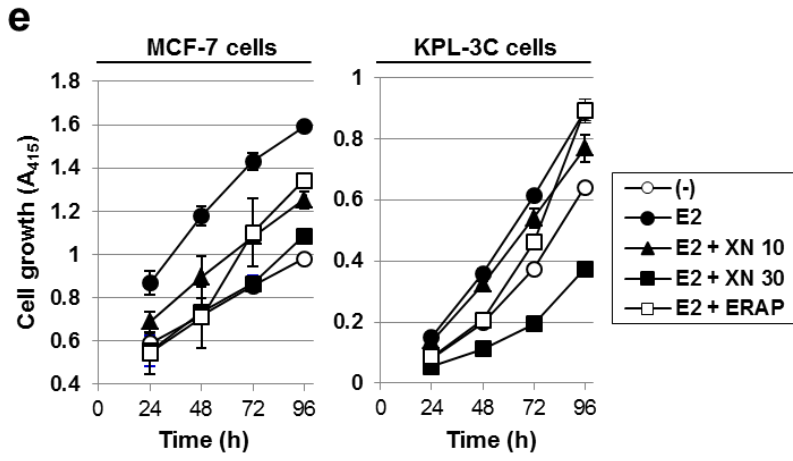 e
MCF-7 cells
KPL-3C cells
Cell growth (A415)
1.8
1.6
1.4
1.2
1
0.8
0.6
0.4
0 24 48 72 96
Time (h)
1
0.8
0.6
0.4
0.2
0
0 24 48 72 96
Time (h)
(-)
E2
E2 + XN 10
E2 + XN 30
E2 + ERAP